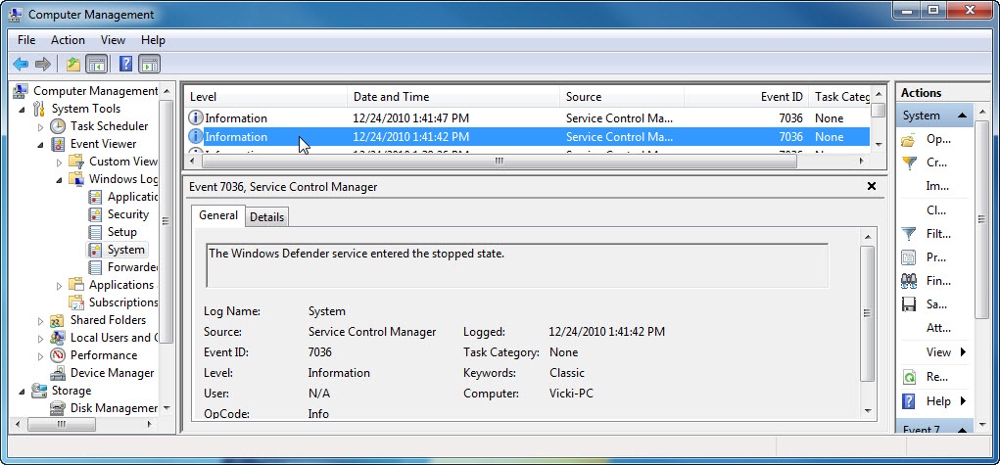 Computer Management
File Action View Help
Computer Management
System Tools
Task Scheduler
Event Viewer
Custom View
Windows Log
Applicatio
Security
Setup
System
Forwarde
Applications
Subscriptions
Shared Folders
Local Users and
Performance
Device Manager
Storage
Disk Managemer
Level Date and Time Source Event ID Task Categ
Information 12/24/2010 1:41:47 PM Service Control Ma... 7036 None
Information 12/24/2010 1:41:42 PM Service Control Ma... 7036 None
Event 7036, Service Control Manager
General Details
The Windows Defender service entered the stopped state.
Log Name: System
Source: Service Control Manager Logged: 12/24/2010 1:41:42 PM
Event ID: 7036 Task Category: None
Level: Information Keywords: Classic
User: N/A Computer: Vicki-PC
OpCode: Info
Actions
System
Op...
Cr...
Im...
Cl...
Filt...
Pr...
Fin...
Sa...
Att...
View
Re...
Help
Event 7